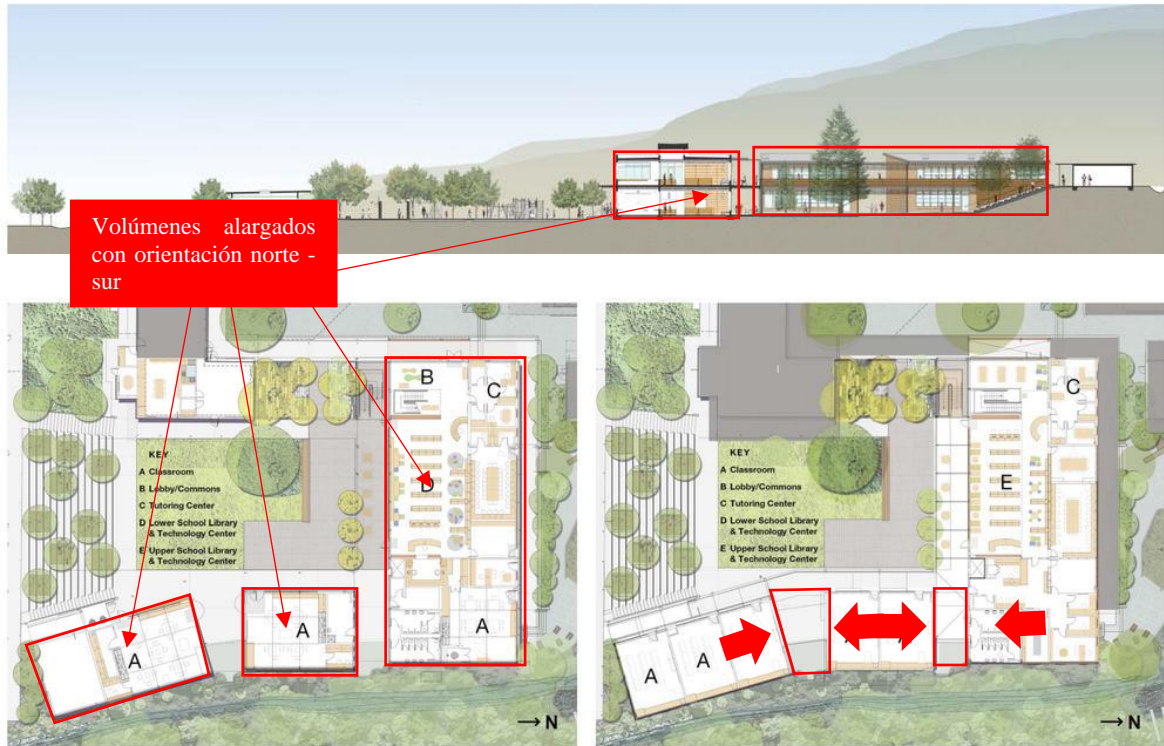 Volúmenes alargados
con orientación norte -
sur
B
C
D
KEY
A Classroom
B Lobby/Commons
C Tutoring Center
D Lower School Library
& Technology Center
E Upper School Library
& Technology Center
A
A
A
→ N
C
E
KEY
A Classroom
B Lobby/Commons
C Tutoring Center
D Lower School Library
& Technology Center
E Upper School Library
& Technology Center
A
A
→ N